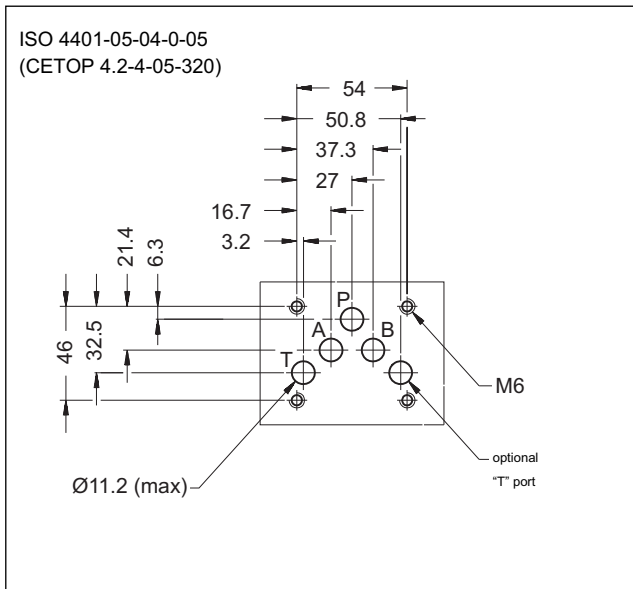 ISO 4401-05-04-0-05
(CETOP 4.2-4-05-320)
54
50.8
37.3
27
16.7
3.2
21.4
6.3
46
32.5
P
A
B
T
M6
Ø11.2 (max)
optional
"T" port